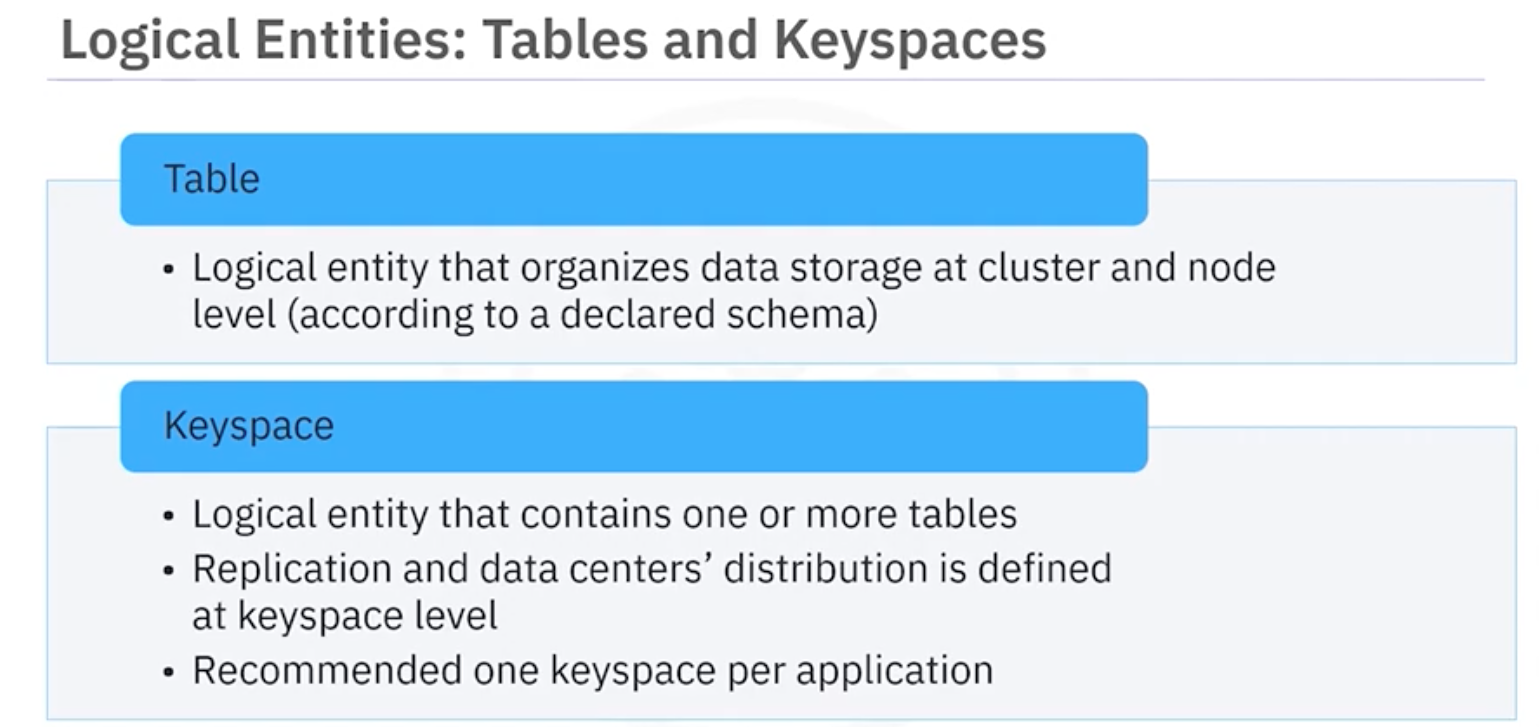 Logical Entities: Tables and Keyspaces
Table
• Logical entity that organizes data storage at cluster and node
level (according to a declared schema)
Keyspace
• Logical entity that contains one or more tables
• Replication and data centers’ distribution is defined
at keyspace level
• Recommended one keyspace per application